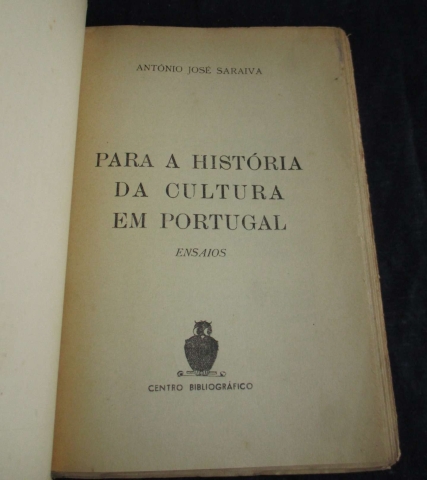 ANTÓNIO JOSÉ SARAIVA
PARA A HISTÓRIA
DA CULTURA
EM PORTUGAL
ENSAIOS
CENTRO BIBLIOGRÁFICO